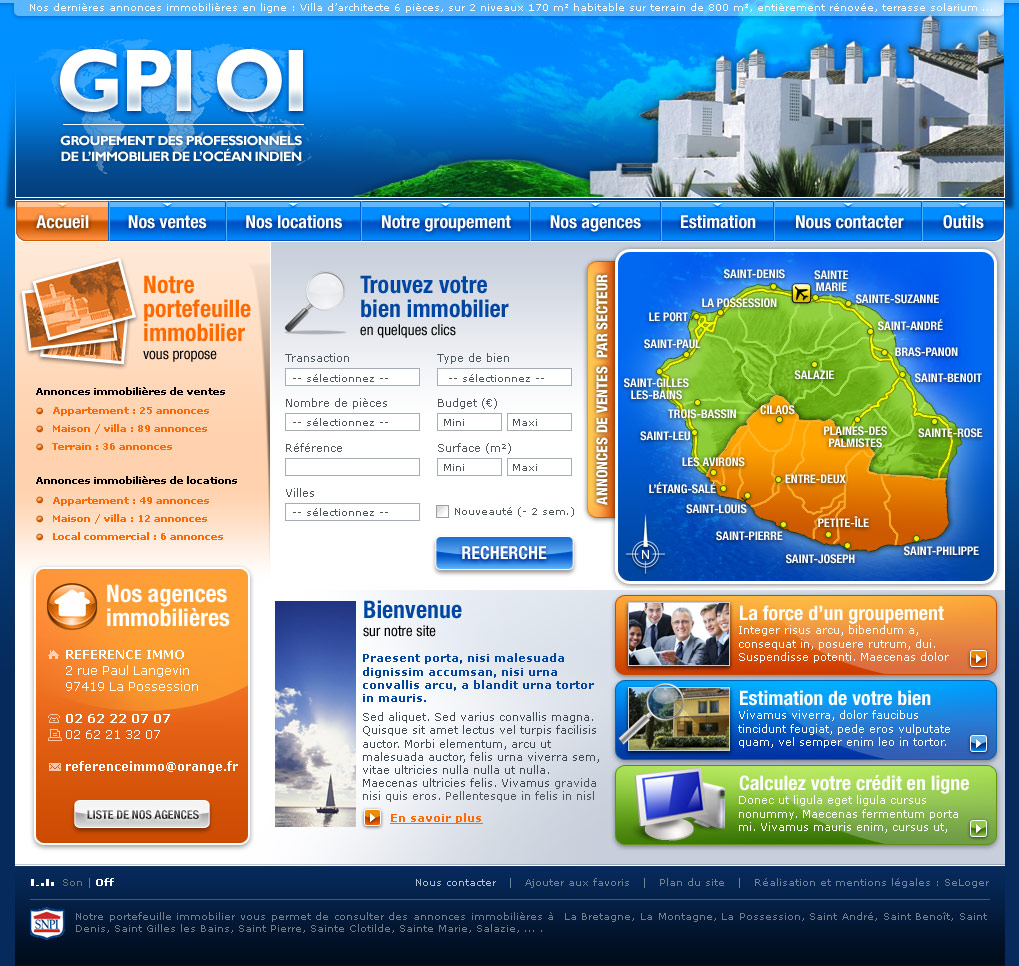 Nos dernières annonces immobilières en ligne : Villa d'architecte 6 pièces, sur 2 niveaux 170 m² habitable sur terrain de 800 m², entièrement rénovée, terrasse solarium ...
GPI OI
GROUPEMENT DES PROFESSIONNELS
DE L'IMMOBILIER DE L'OCÉAN INDIEN
Accueil
Nos ventes
Nos locations
Notre groupement
Nos agences
Estimation
Nous contacter
Outils
Notre
portefeuille
immobilier
vous propose
Annonces immobilières de ventes
Appartement : 25 annonces
Maison / villa : 89 annonces
Terrain : 36 annonces
Annonces immobilières de locations
Appartement : 49 annonces
Maison / villa : 12 annonces
Local commercial : 6 annonces
Nos agences
immobilières
REFERENCE IMMO
2 rue Paul Langevin
97419 La Possession
02 62 22 07 07
02 62 21 32 07
referenceimmo@orange.fr
LISTE DE NOS AGENCES
Trouvez votre
bien immobilier
en quelques clics
Transaction
-- sélectionnez --
Type de bien
-- sélectionnez --
Nombre de pièces
-- sélectionnez --
Budget (€)
Mini
Maxi
Référence
Surface (m²)
Mini
Maxi
Villes
-- sélectionnez --
Nouveauté (- 2 sem.)
RECHERCHE
ANNONCES DE VENTES PAR SECTEUR
SAINT-DENIS
SAINTE
MARIE
LA POSSESSION
SAINTE-SUZANNE
LE PORT
SAINT-ANDRÉ
SAINT-PAUL
BRAS-PANON
SALAZIE
SAINT-BENOIT
SAINT-GILLES
LES-BAINS
TROIS-BASSIN
CILAOS
SAINT-LEU
PLAINES-DES
PALMISTES
SAINTE-ROSE
LES AVIRONS
ENTRE-DEUX
L'ÉTANG-SALÉ
SAINT-LOUIS
PETITE-ÎLE
SAINT-PIERRE
SAINT-JOSEPH
SAINT-PHILIPPE
N
Bienvenue
sur notre site
Praesent porta, nisi malesuada
dignissim accumsan, nisi urna
convallis arcu, a blandit urna tortor
in mauris.
Sed aliquet. Sed varius convallis magna.
Quisque sit amet lectus vel turpis facilisis
auctor. Morbi elementum, arcu ut
malesuada auctor, felis urna viverra sem,
vitae ultricies nulla nulla ut nulla.
Maecenas ultricies felis. Vivamus gravida
nisi quis eros. Pellentesque in felis in nisl
En savoir plus
La force d'un groupement
Integer risus arcu, bibendum a,
consequat in, posuere rutrum, dui.
Suspendisse potenti. Maecenas dolor
Estimation de votre bien
Vivamus viverra, dolor faucibus
tincidunt feugiat, pede eros vulputate
quam, vel semper enim leo in tortor.
Calculez votre crédit en ligne
Donec ut ligula eget ligula cursus
nonummy. Maecenas fermentum porta
mi. Vivamus mauris enim, cursus ut,
Son | Off
Nous contacter | Ajouter aux favoris | Plan du site | Réalisation et mentions légales : SeLoger
SNPI
Notre portefeuille immobilier vous permet de consulter des annonces immobilières à La Bretagne, La Montagne, La Possession, Saint André, Saint Benoît, Saint
Denis, Saint Gilles les Bains, Saint Pierre, Sainte Clotilde, Sainte Marie, Salazie, ... .